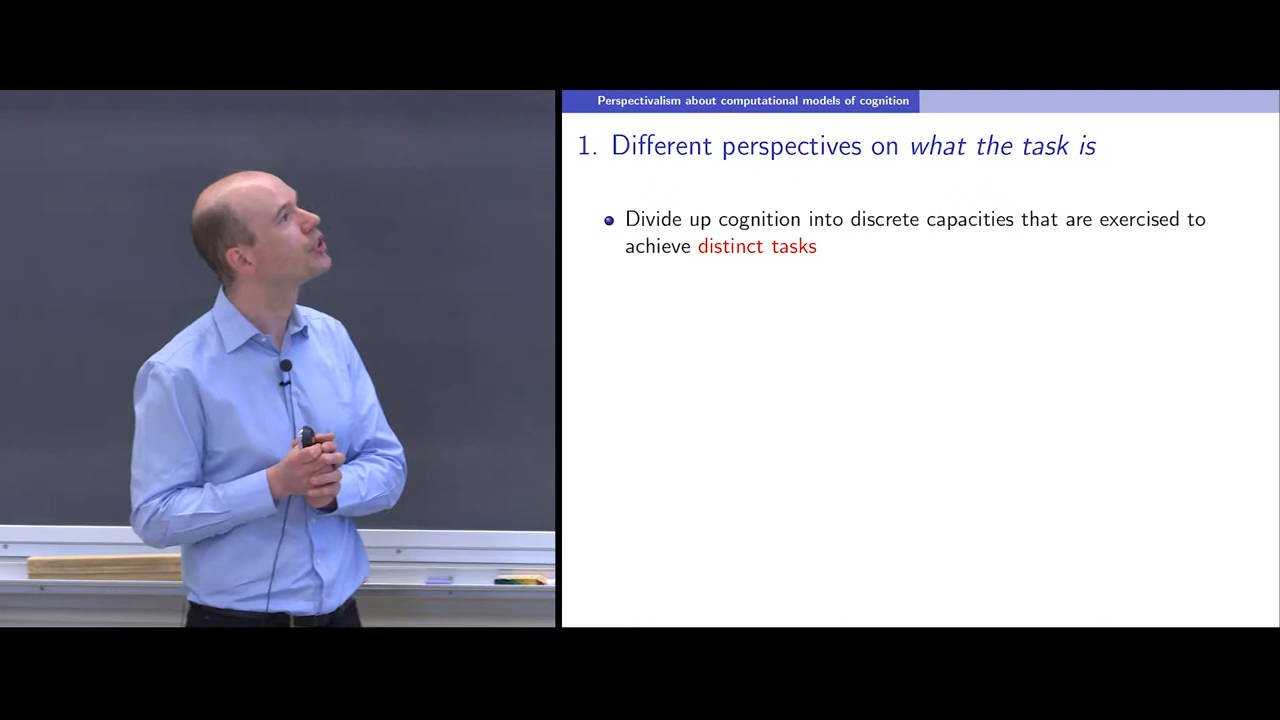 Perspectivalism about computational models of cognition
1. Different perspectives on what the task is
Divide up cognition into discrete capacities that are exercised to
achieve distinct tasks